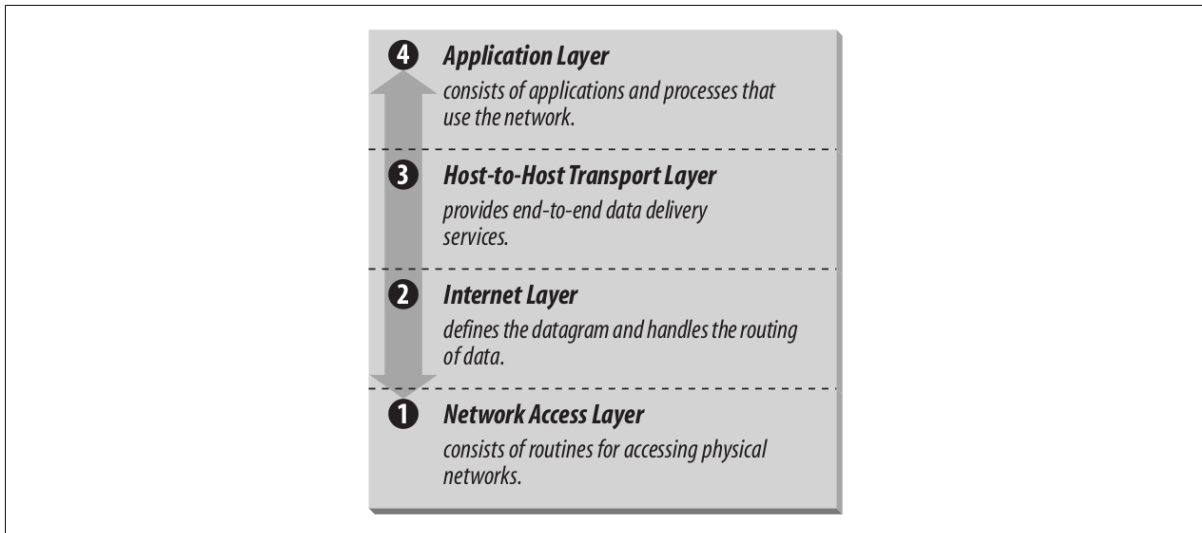 4 Application Layer
consists of applications and processes that
use the network.
3 Host-to-Host Transport Layer
provides end-to-end data delivery
services.
2 Internet Layer
defines the datagram and handles the routing
of data.
1 Network Access Layer
consists of routines for accessing physical
networks.